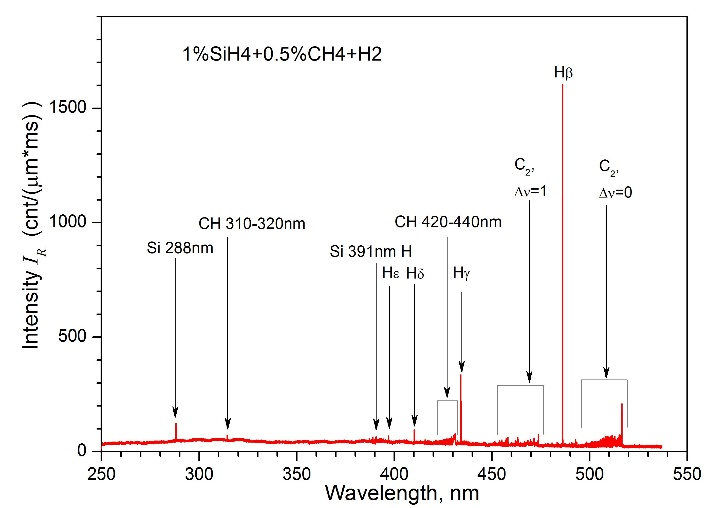 1%SiH4+0.5%CH4+H2
Hβ
C₂,
Δν=1
C₂,
Δν=0
CH 310-320nm
CH 420-440nm
Si 288nm
Si 391nm H
Hε
Hδ
Hγ
Intensity I_R (cnt/(μm*ms) )
1500
1000
500
0
250
300
350
400
450
500
550
Wavelength, nm